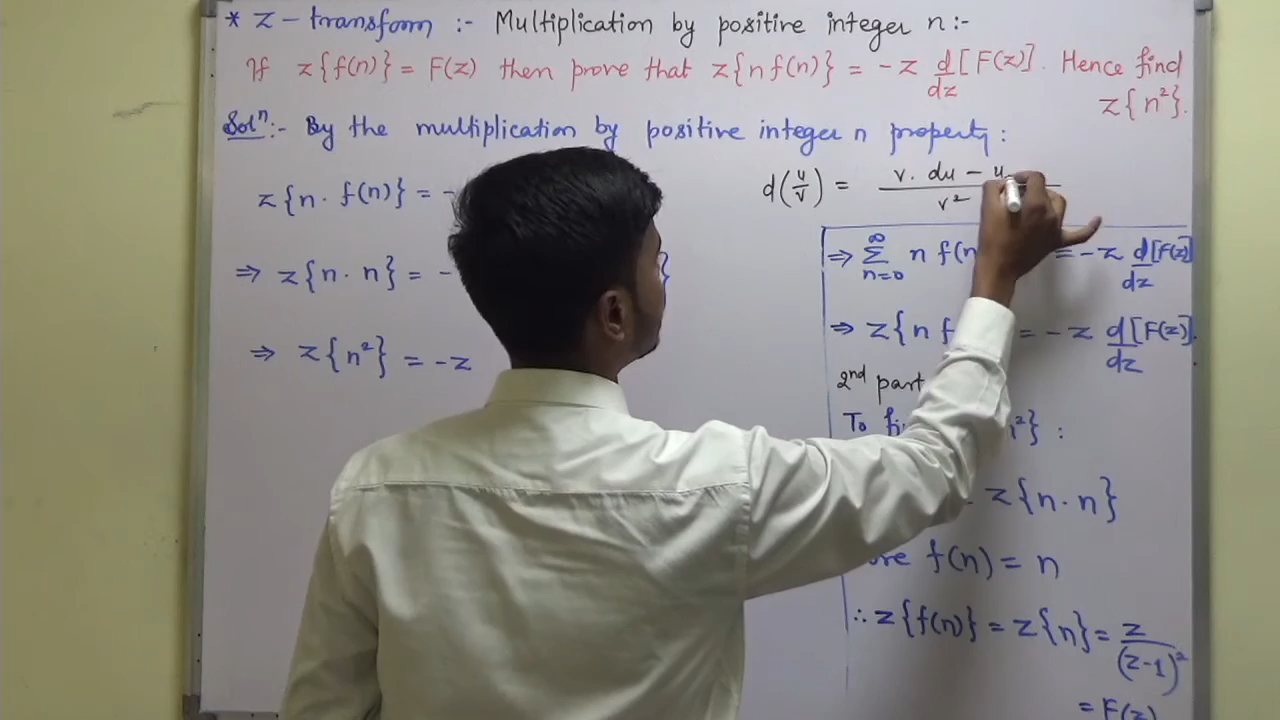 * Z-transform :- Multiplication by positive integer n :-
If z{f(n)} = F(z) then prove that z{n f(n)} = -z d/dz [F(z)]. Hence find
z{n²}.
Solⁿ:- By the multiplication by positive integer n property:
z{n · f(n)} = -
⇒ z{n · n} = - }
⇒ z{n²} = -z
d(u/v) = v · du - u / v²
⇒ ∑_{n=0}^{∞} n f(n = -z d/dz [F(z)]
⇒ z{n f = -z d/dz [F(z)].
2nd part
To ²} :
z{n · n}
f(n) = n
∴ z{f(n)} = z{n} = z/(z-1)²
= F(z)